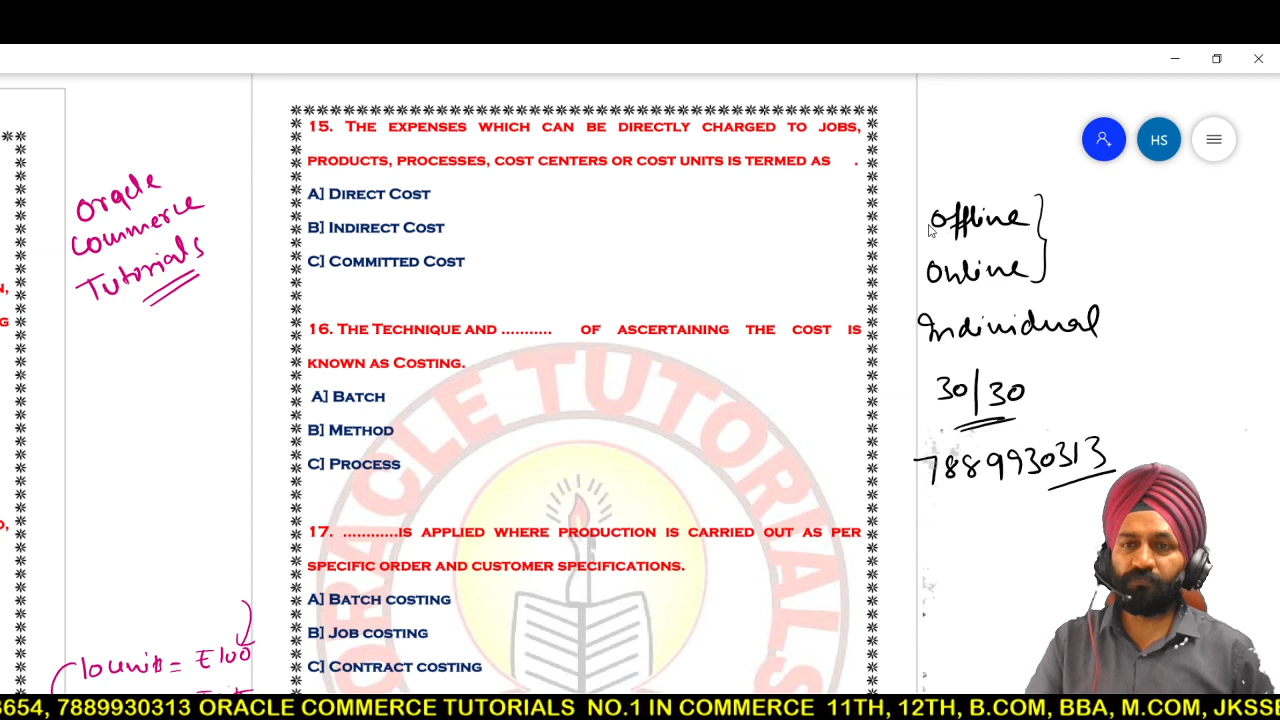 Oracle
Commerce
Tutorials
15. THE EXPENSES WHICH CAN BE DIRECTLY CHARGED TO JOBS,
PRODUCTS, PROCESSES, COST CENTERS OR COST UNITS IS TERMED AS .
A] DIRECT COST
B] INDIRECT COST
C] COMMITTED COST
16. THE TECHNIQUE AND ........... OF ASCERTAINING THE COST IS
KNOWN AS COSTING.
A] BATCH
B] METHOD
C] PROCESS
17. ............IS APPLIED WHERE PRODUCTION IS CARRIED OUT AS PER
SPECIFIC ORDER AND CUSTOMER SPECIFICATIONS.
A] BATCH COSTING
B] JOB COSTING
C] CONTRACT COSTING
ORACLE TUTORIALS
10 units = ₹100
HS
Offline
Online
Individual
30/30
7889930313
3654, 7889930313 ORACLE COMMERCE TUTORIALS NO.1 IN COMMERCE 11TH, 12TH, B.COM, BBA, M.COM, JKSSB